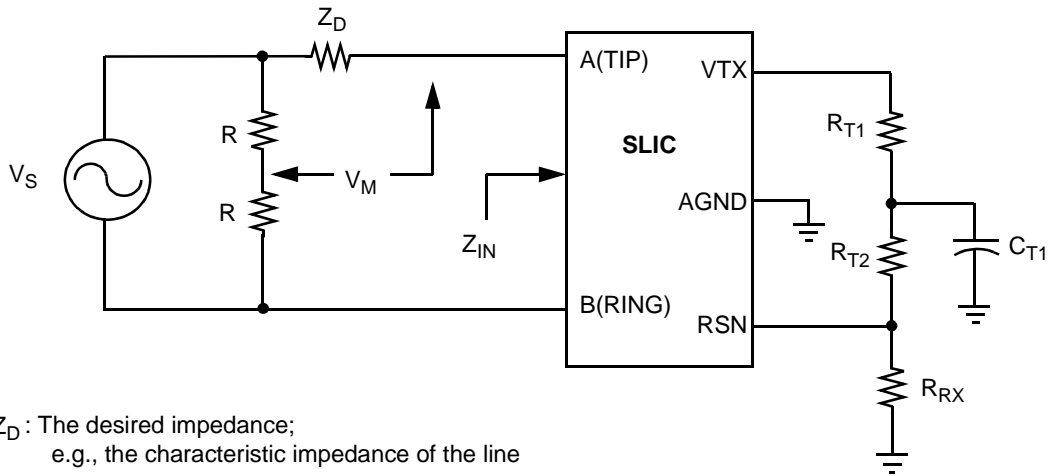 Z_D
A(TIP)
VTX
R_T1
R
SLIC
V_S
V_M
AGND
R
Z_IN
R_T2
C_T1
B(RING)
RSN
R_RX
Z_D : The desired impedance;
e.g., the characteristic impedance of the line